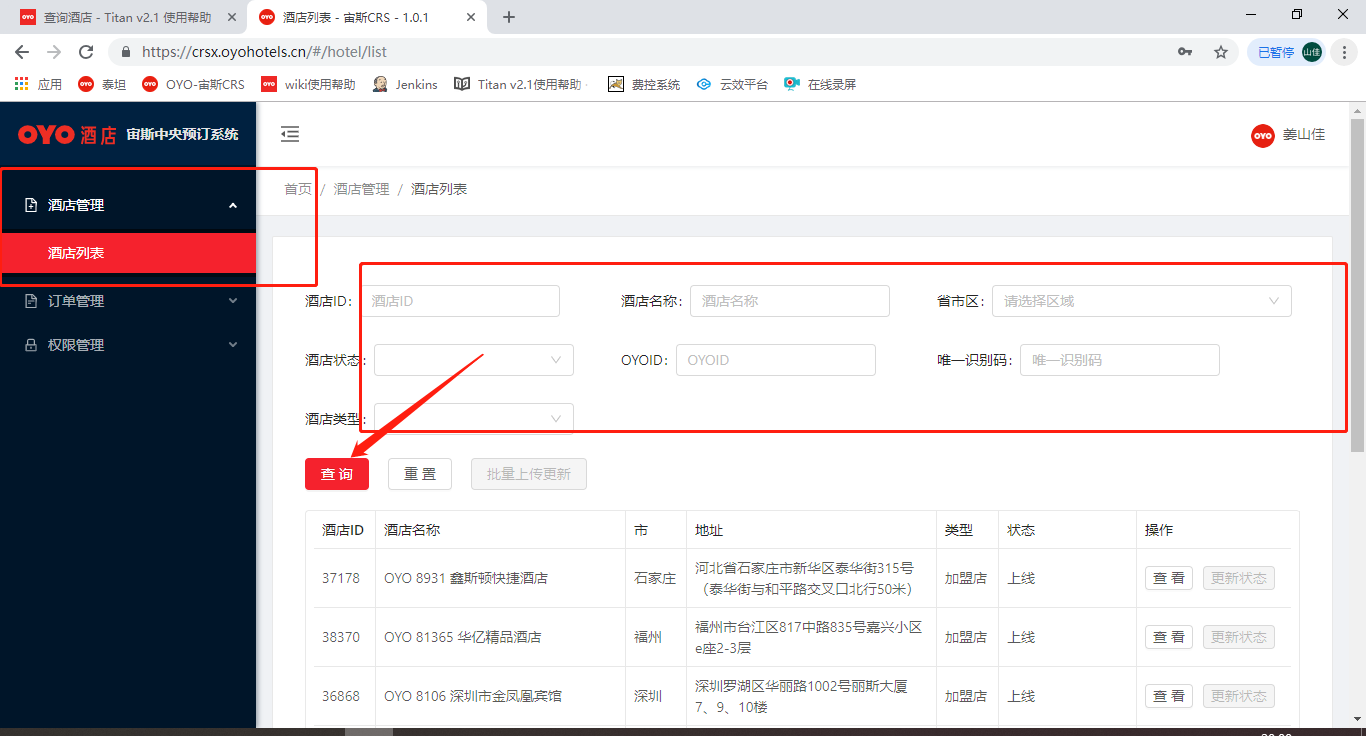 查询酒店 - Titan v2.1 使用帮助
酒店列表 - 宙斯CRS - 1.0.1
https://crsx.oyohotels.cn/#/hotel/list
已暂停 山佳
应用 泰坦 OYO-宙斯CRS wiki使用帮助 Jenkins Titan v2.1使用帮助 费控系统 云效平台 在线录屏
OYO 酒店 宙斯中央预订系统
OYO 姜山佳
首页 / 酒店管理 / 酒店列表
酒店管理
酒店列表
订单管理
权限管理
酒店ID: 酒店ID 酒店名称: 酒店名称 省市区: 请选择区域
酒店状态: OYOID: OYOID 唯一识别码: 唯一识别码
酒店类型:
查 询 重 置 批量上传更新
酒店ID 酒店名称 市 地址 类型 状态 操作
37178 OYO 8931 鑫斯顿快捷酒店 石家庄 河北省石家庄市新华区泰华街315号
（泰华街与和平路交叉口北行50米） 加盟店 上线 查 看 更新状态
38370 OYO 81365 华亿精品酒店 福州 福州市台江区817中路835号嘉兴小区
e座2-3层 加盟店 上线 查 看 更新状态
36868 OYO 8106 深圳市金凤凰宾馆 深圳 深圳罗湖区华丽路1002号丽斯大厦
7、9、10楼 加盟店 上线 查 看 更新状态